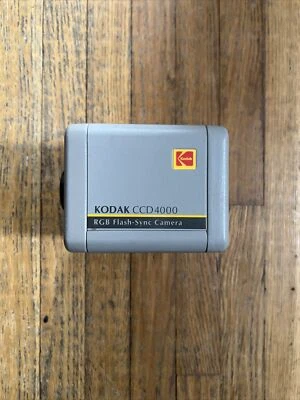 Kodak
KODAK CCD4000
RGB Flash-Sync Camera